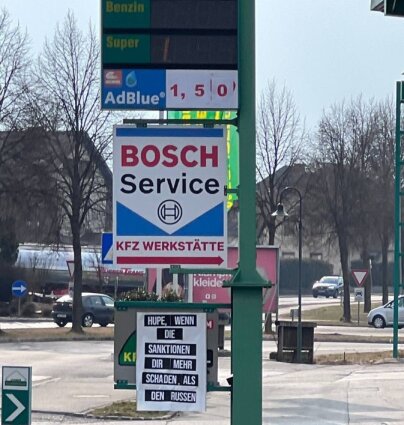 Benzin
Super
AdBlue® 1,50
BOSCH
Service
KFZ WERKSTÄTTE
HUPE, WENN
DIE
SANKTIONEN
DIR MEHR
SCHADEN, ALS
DEN RUSSEN